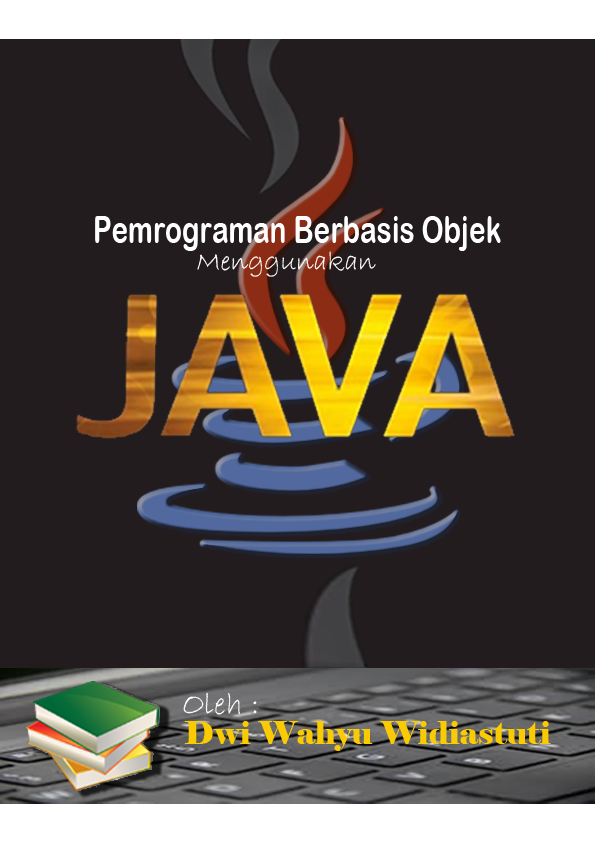 Pemrograman Berbasis Objek
Menggunakan
JAVA
Oleh :
Dwi Wahyu Widiastuti